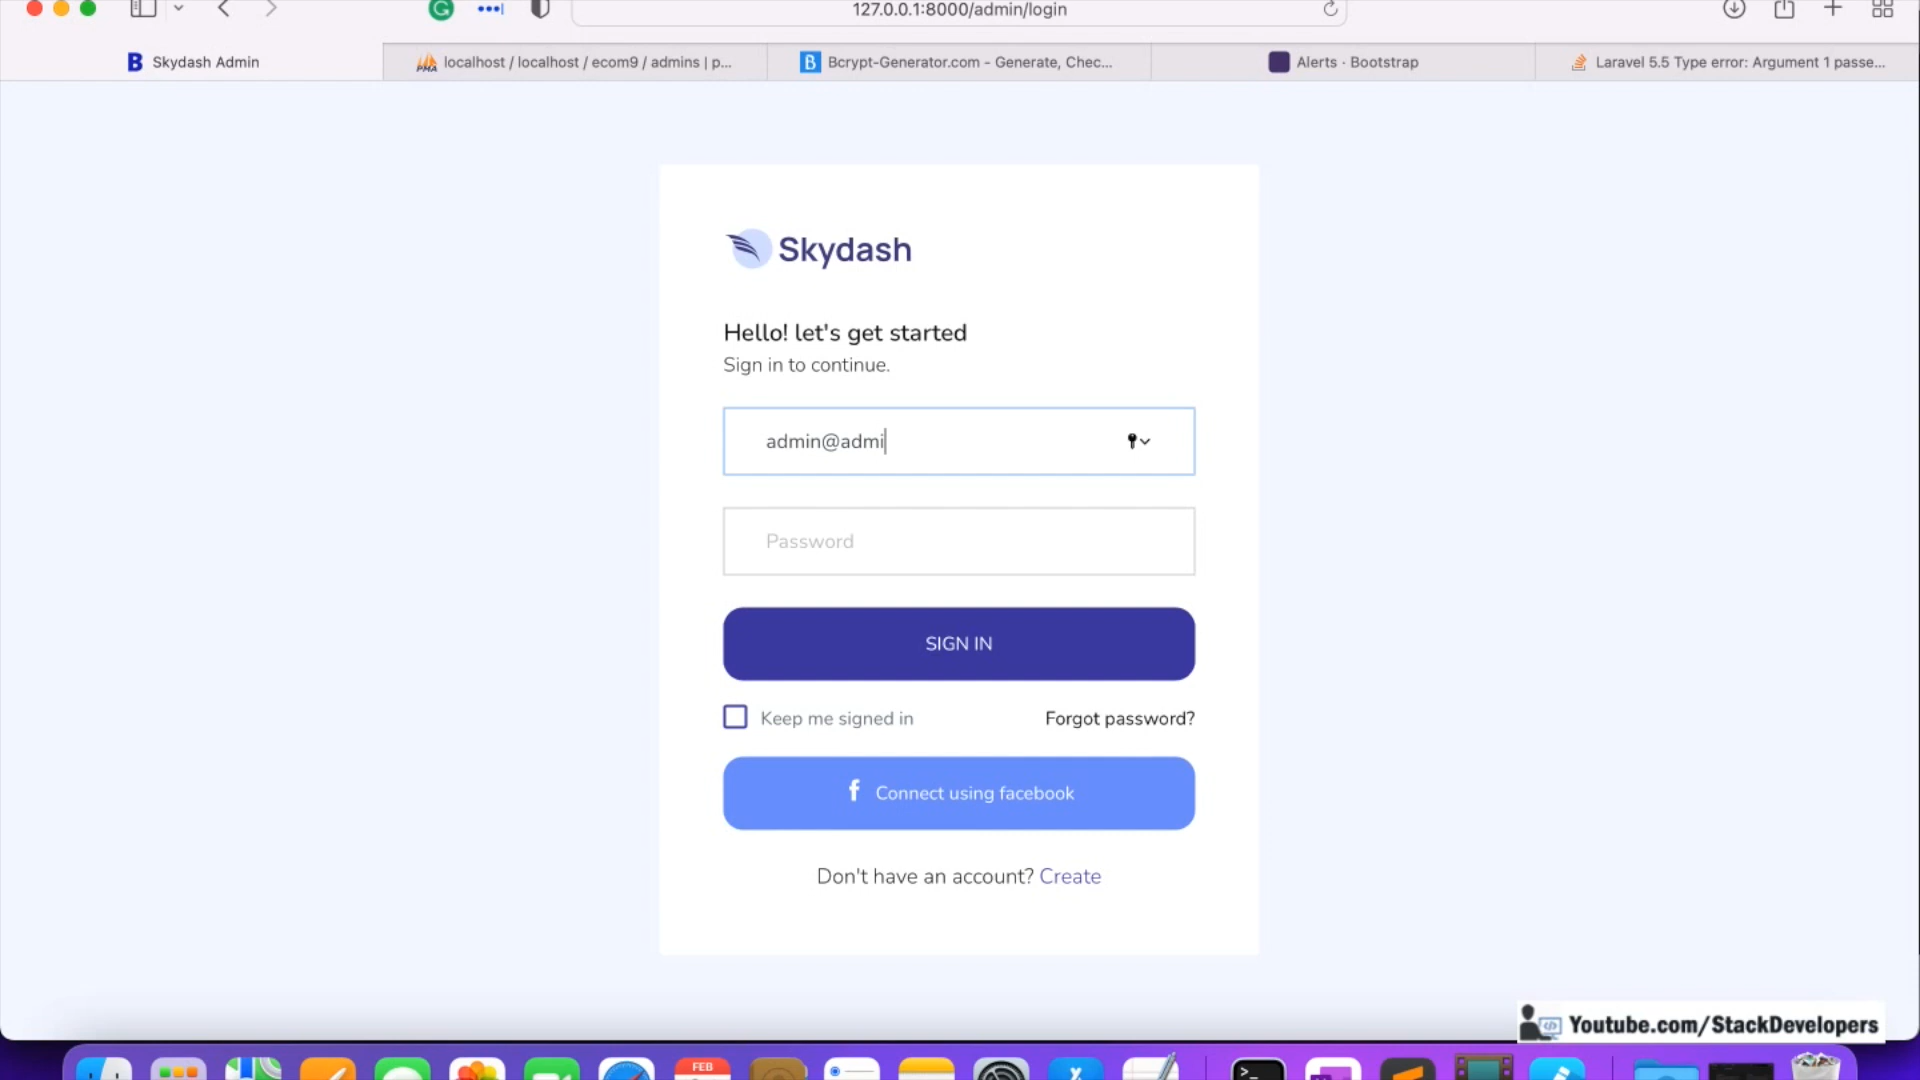 127.0.0.1:8000/admin/login
Skydash Admin
localhost / localhost / ecom9 / admins | p...
Bcrypt-Generator.com - Generate, Chec...
Alerts · Bootstrap
Laravel 5.5 Type error: Argument 1 passe...
Skydash
Hello! let's get started
Sign in to continue.
admin@admi
Password
SIGN IN
Keep me signed in
Forgot password?
Connect using facebook
Don't have an account? Create
Youtube.com/StackDevelopers
FEB